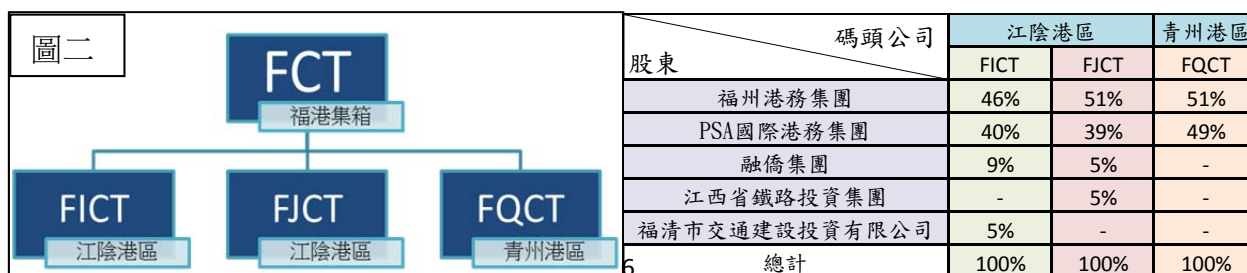 圖二
FCT
福港集箱
FICT
江陰港區
FJCT
江陰港區
FQCT
青州港區
碼頭公司
股東
江陰港區 青州港區
FICT FJCT FQCT
福州港務集團 46% 51% 51%
PSA國際港務集團 40% 39% 49%
融僑集團 9% 5% -
江西省鐵路投資集團 - 5% -
福清市交通建設投資有限公司 5% - -
總計 100% 100% 100%
6